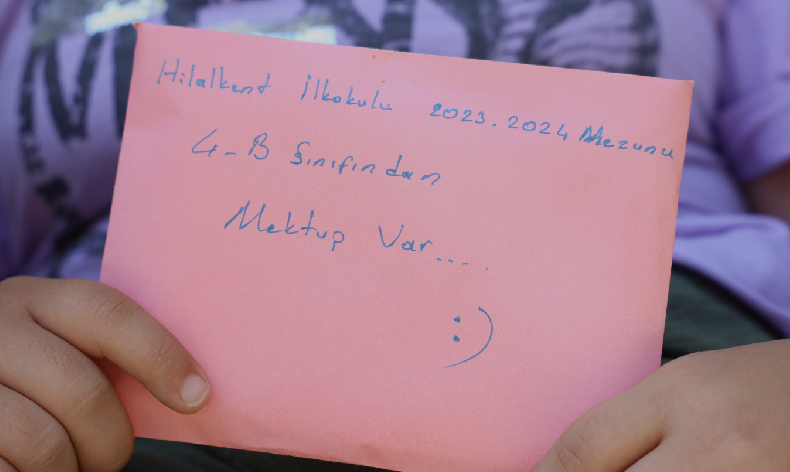 Hilalkent İlkokulu 2023.2024 Mezunu
4-B Sınıfından
Mektup Var....
:)